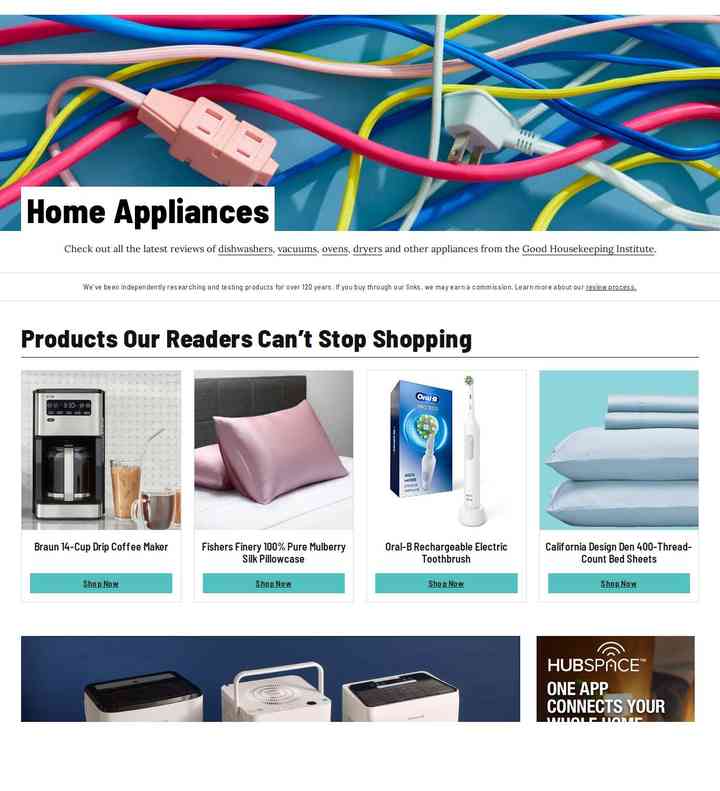 Home Appliances
Check out all the latest reviews of dishwashers, vacuums, ovens, dryers and other appliances from the Good Housekeeping Institute.
We've been independently researching and testing products for over 120 years. If you buy through our links, we may earn a commission. Learn more about our review process.
Products Our Readers Can't Stop Shopping
Oral-B
Braun 14-Cup Drip Coffee Maker
Fishers Finery 100% Pure Mulberry
Silk Pillowcase
Oral-B Rechargeable Electric
Toothbrush
California Design Den 400-Thread-
Count Bed Sheets
Shop Now
Shop Now
Shop Now
Shop Now
HUBSPACE™
ONE APP
CONNECTS YOUR
WHOLE HOME